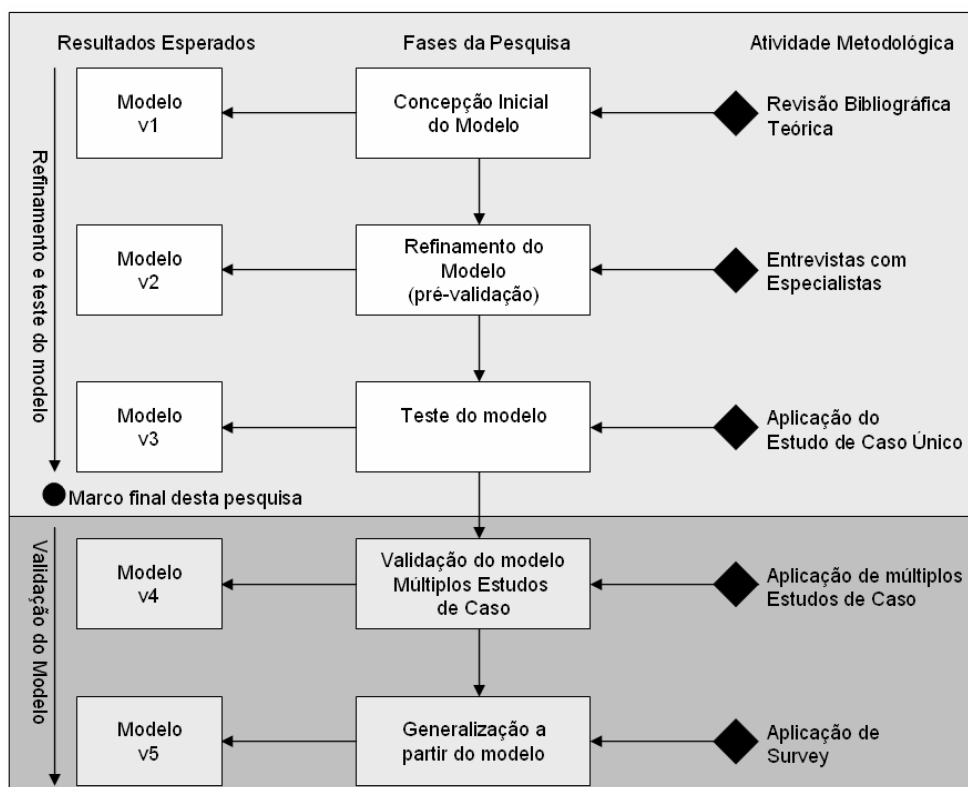 Resultados Esperados
Fases da Pesquisa
Atividade Metodológica
Refinamento e teste do modelo
Modelo
v1
Concepção Inicial
do Modelo
Revisão Bibliográfica
Teórica
Modelo
v2
Refinamento do
Modelo
(pré-validação)
Entrevistas com
Especialistas
Modelo
v3
Teste do modelo
Aplicação do
Estudo de Caso Único
Marco final desta pesquisa
Validação do Modelo
Modelo
v4
Validação do modelo
Múltiplos Estudos
de Caso
Aplicação de múltiplos
Estudos de Caso
Modelo
v5
Generalização a
partir do modelo
Aplicação de
Survey